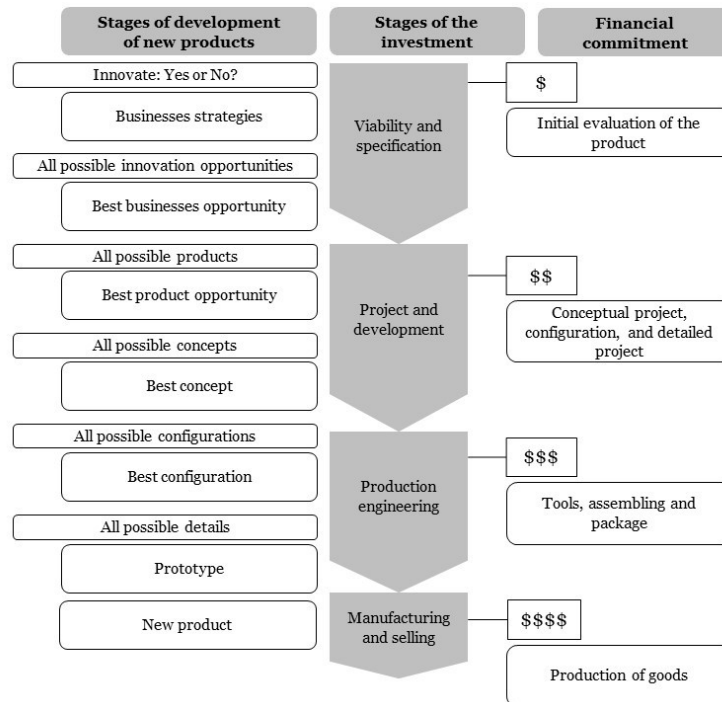 Stages of development
of new products
Stages of the
investment
Financial
commitment
Innovate: Yes or No?
Businesses strategies
All possible innovation opportunities
Best businesses opportunity
All possible products
Best product opportunity
All possible concepts
Best concept
All possible configurations
Best configuration
All possible details
Prototype
New product
Viability and
specification
Project and
development
Production
engineering
Manufacturing
and selling
$
Initial evaluation of the
product
$$
Conceptual project,
configuration, and detailed
project
$$$
Tools, assembling and
package
$$$$
Production of goods